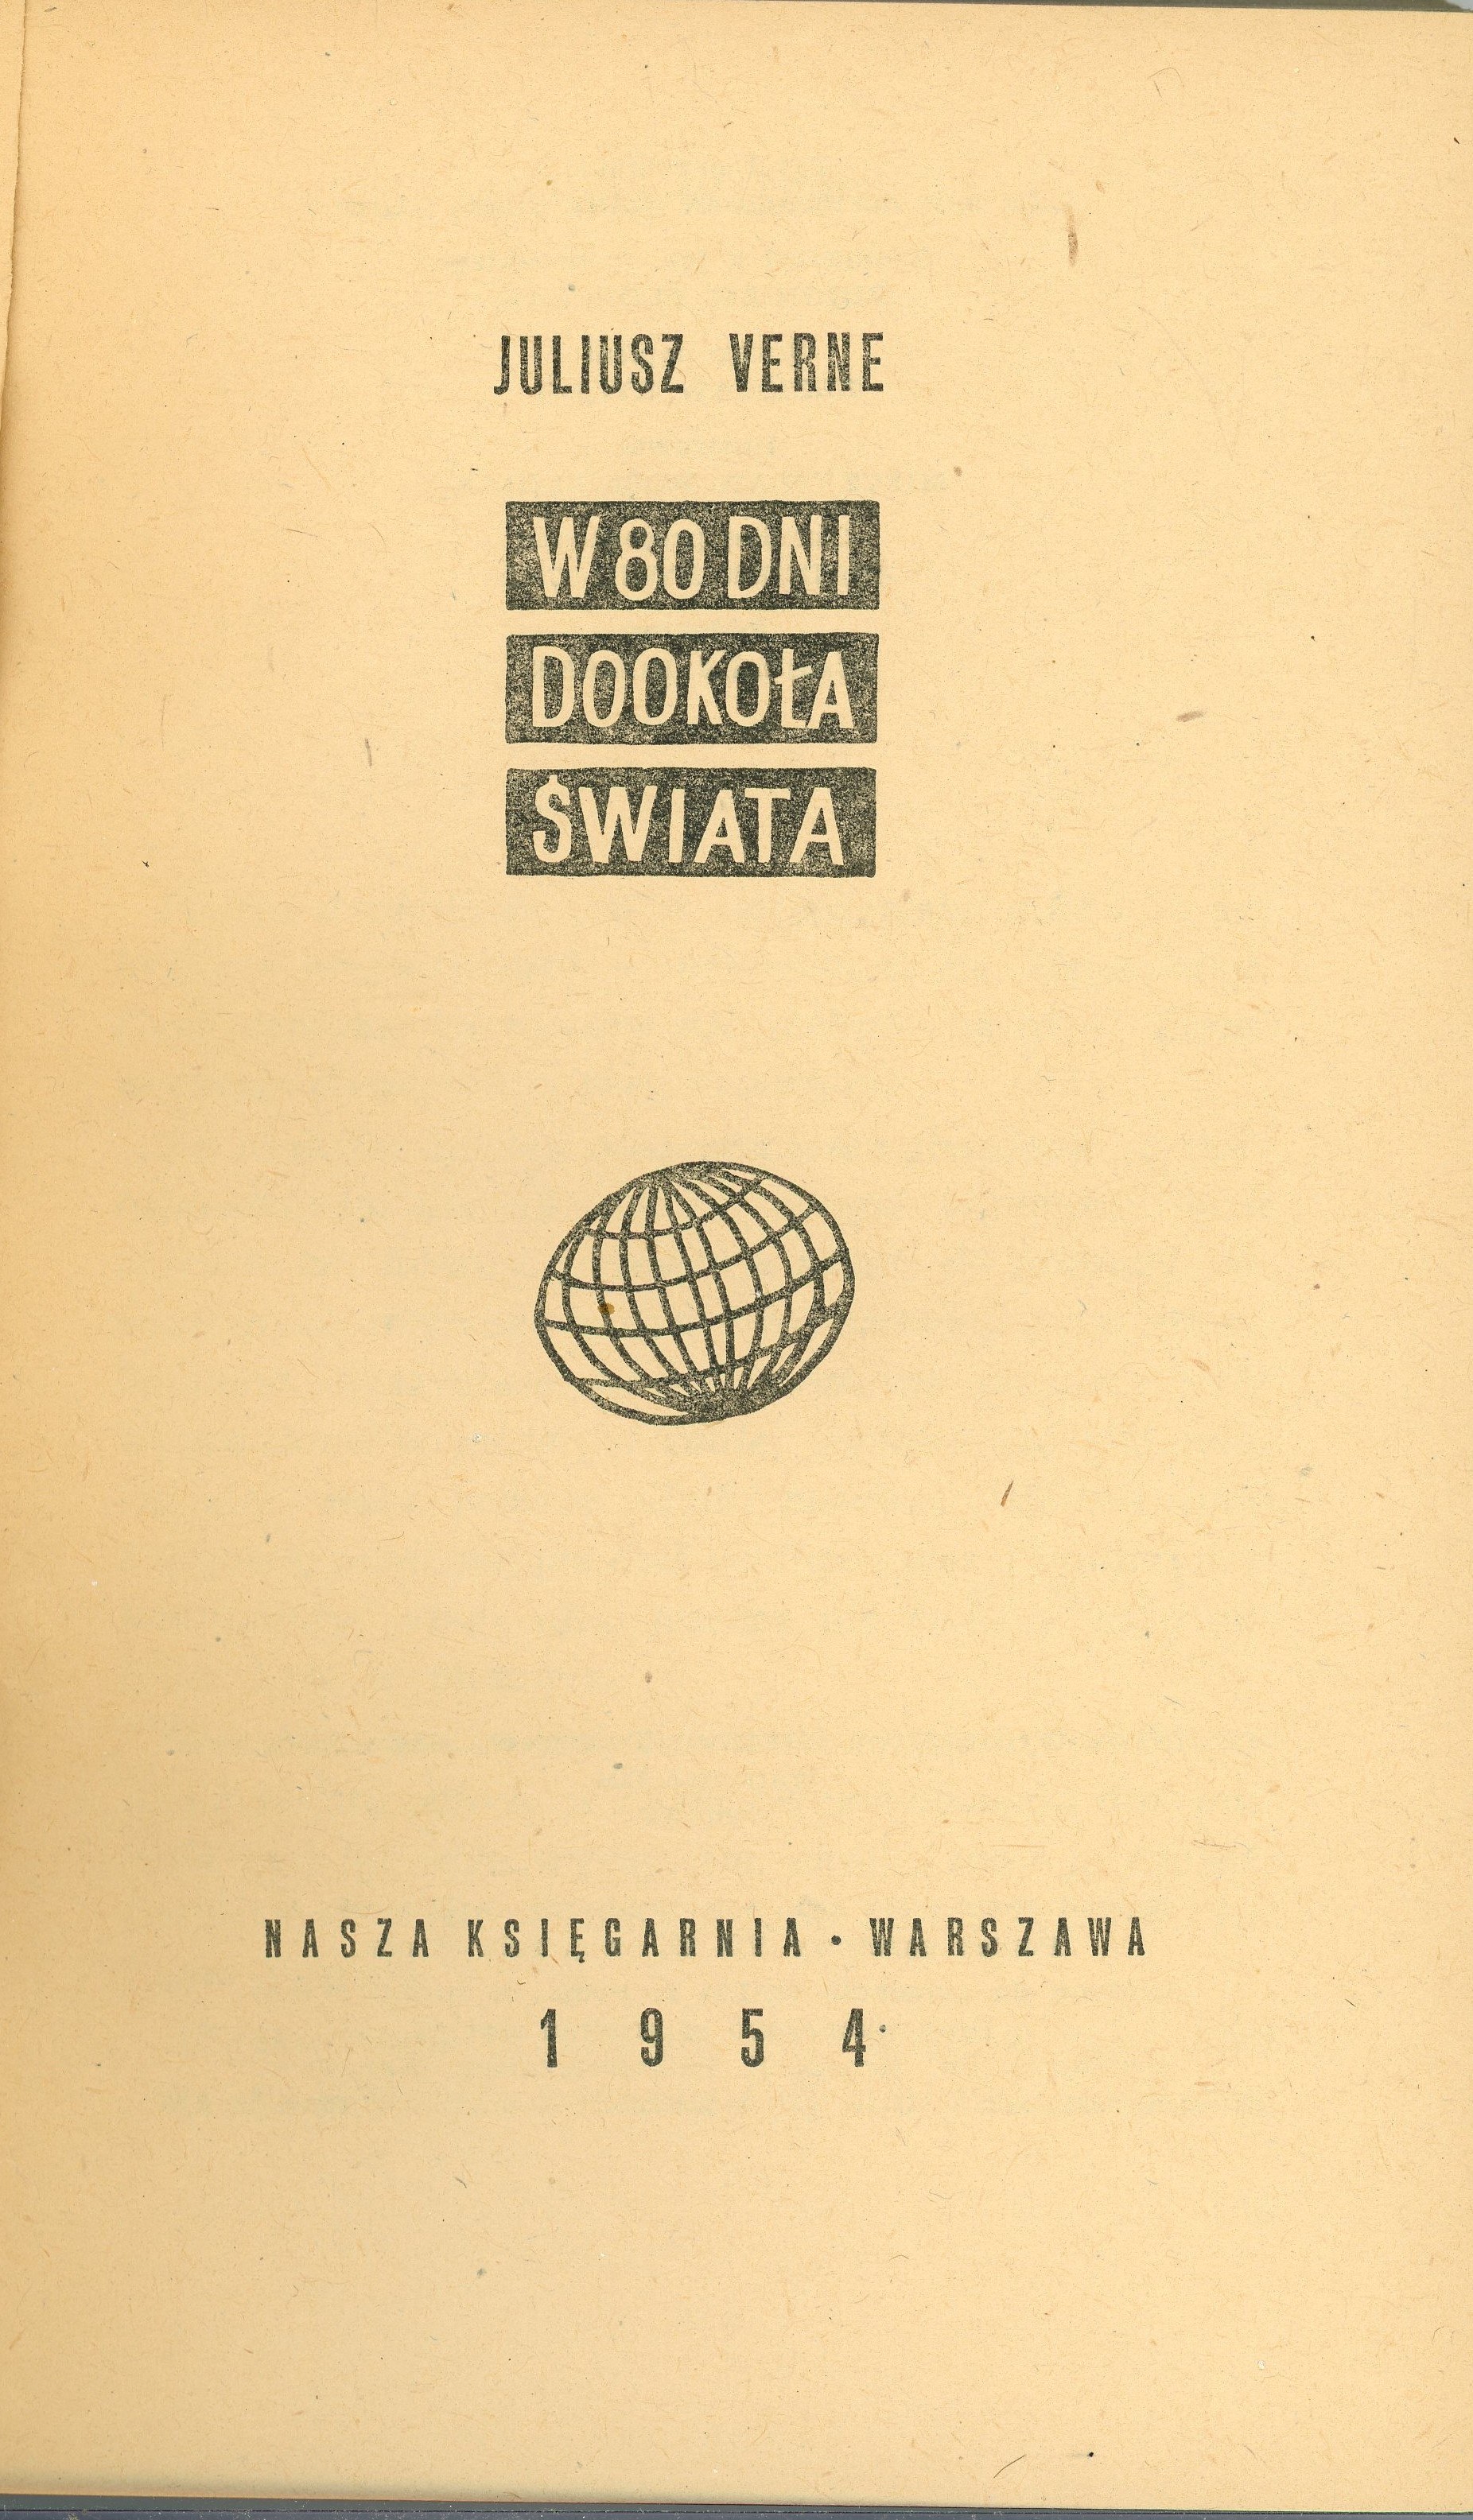 JULIUSZ VERNE
W 80 DNI
DOOKOŁA
ŚWIATA
NASZA KSIĘGARNIA • WARSZAWA
1954